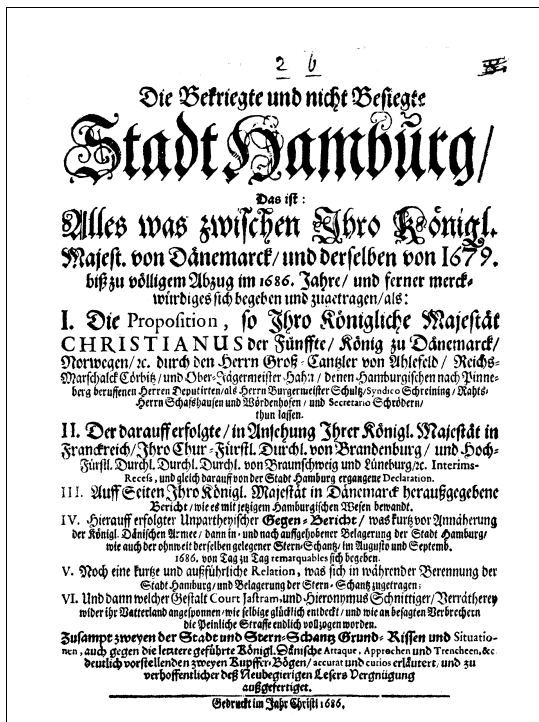 2 6
Die Bekriegte und nicht Besiegte
Stadt Hamburg/
Das ist:
Alles was zwischen Ihro Königl.
Majest. von Dänemarck/ und derselben von 1679.
biß zu völligem Abzug im 1686. Jahre/ und ferner merck-
würdiges sich begeben und zugetragen/ als:
I. Die Proposition, so Ihro Königliche Majestät
CHRISTIANUS der Fünffte/ König zu Dänemarck/
Norwegen/ ꝛc. durch den Herrn Groß-Cantzler von Ahlefeld/ Reichs-
Marschalck Cörbitz/ und Ober-Jägermeister Hahn/ denen Hamburgischen nach Pinne-
berg beruffenen Herren Deputirten/ als Herrn Burgermeister Schultz/ Syndico Schreining/ Rahts-
Herrn Schafshausen und Wördenhofen/ und Secretario Schrödern/
thun lassen.
II. Der darauff erfolgte/ in Ansehung Ihrer Königl. Majestät in
Franckreich/ Ihro Chur-Fürstl. Durchl. von Brandenburg/ und Hoch-
Fürstl. Durchl. Durchl. Durchl. von Braunschweig und Lüneburg/ ꝛc. Interims-
Recess, und gleich darauff von der Stadt Hamburg ergangene Declaration.
III. Auff Seiten Ihro Königl. Majestät in Dänemarck heraußgegebene
Bericht/ wie es mit jetzigem Hamburgischen Wesen bewandt.
IV. Hierauff erfolgter Unpartheyischer Gegen-Bericht/ was kurtz vor Annäherung
der Königl. Dänischen Armee/ dann in- und nach auffgehobener Belagerung der Stadt Hamburg/
wie auch der ohnweit derselben gelegener Stern-Schantz/ im Augusto und Septemb.
1686. von Tag zu Tag remarquables sich begeben.
V. Noch eine kurtze und außführliche Relation, was sich in währender Berennung der
Stadt Hamburg/ und Belagerung der Stern-Schantz zugetragen:
VI. Und dann welcher Gestalt Court Jastram, und Hieronymus Schnittiger/ Verrätherey
wider ihr Vatterland angesponnen/ wie selbige glücklich entdeckt/ und wie an besagten Verbrechern
die Peinliche Straffe endlich vollzogen worden.
Zusampt zweyen der Stadt und Stern-Schantz Grund-Rissen und Situatio-
nen, auch gegen die letztere geführte Königl. Dänische Attaque, Approchen und Trencheen, &c.
deutlich vorstellenden zweyen Kupffer-Bögen/ accurat und curios erläutert, und zu
verhoffentlicher deß Neubegierigen Lesers Vergnügung
außgefertiget.
Gedruckt im Jahr Christi 1686.